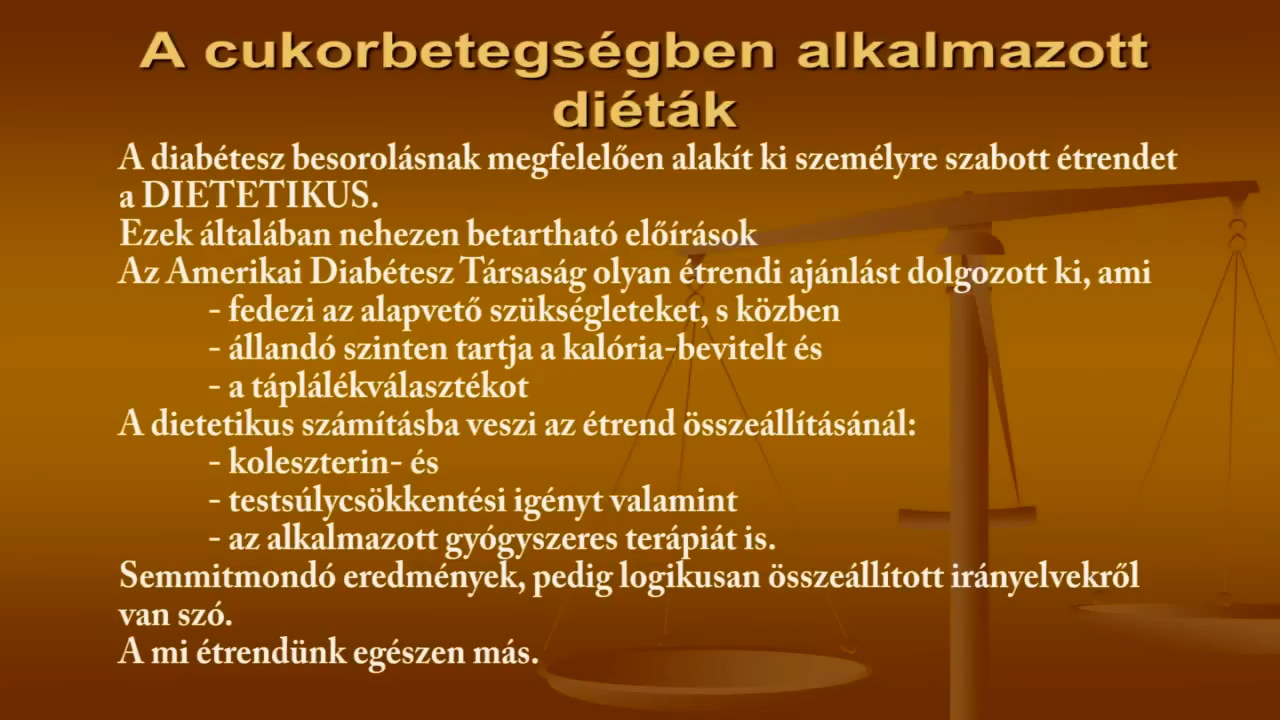 A cukorbetegségben alkalmazott
diéták
A diabétesz besorolásnak megfelelően alakít ki személyre szabott étrendet
a DIETETIKUS.
Ezek általában nehezen betartható előírások
Az Amerikai Diabétesz Társaság olyan étrendi ajánlást dolgozott ki, ami
- fedezi az alapvető szükségleteket, s közben
- állandó szinten tartja a kalória-bevitelt és
- a táplálékválasztékot
A dietetikus számításba veszi az étrend összeállításánál:
- koleszterin- és
- testsúlycsökkentési igényt valamint
- az alkalmazott gyógyszeres terápiát is.
Semmitmondó eredmények, pedig logikusan összeállított irányelvekről
van szó.
A mi étrendünk egészen más.